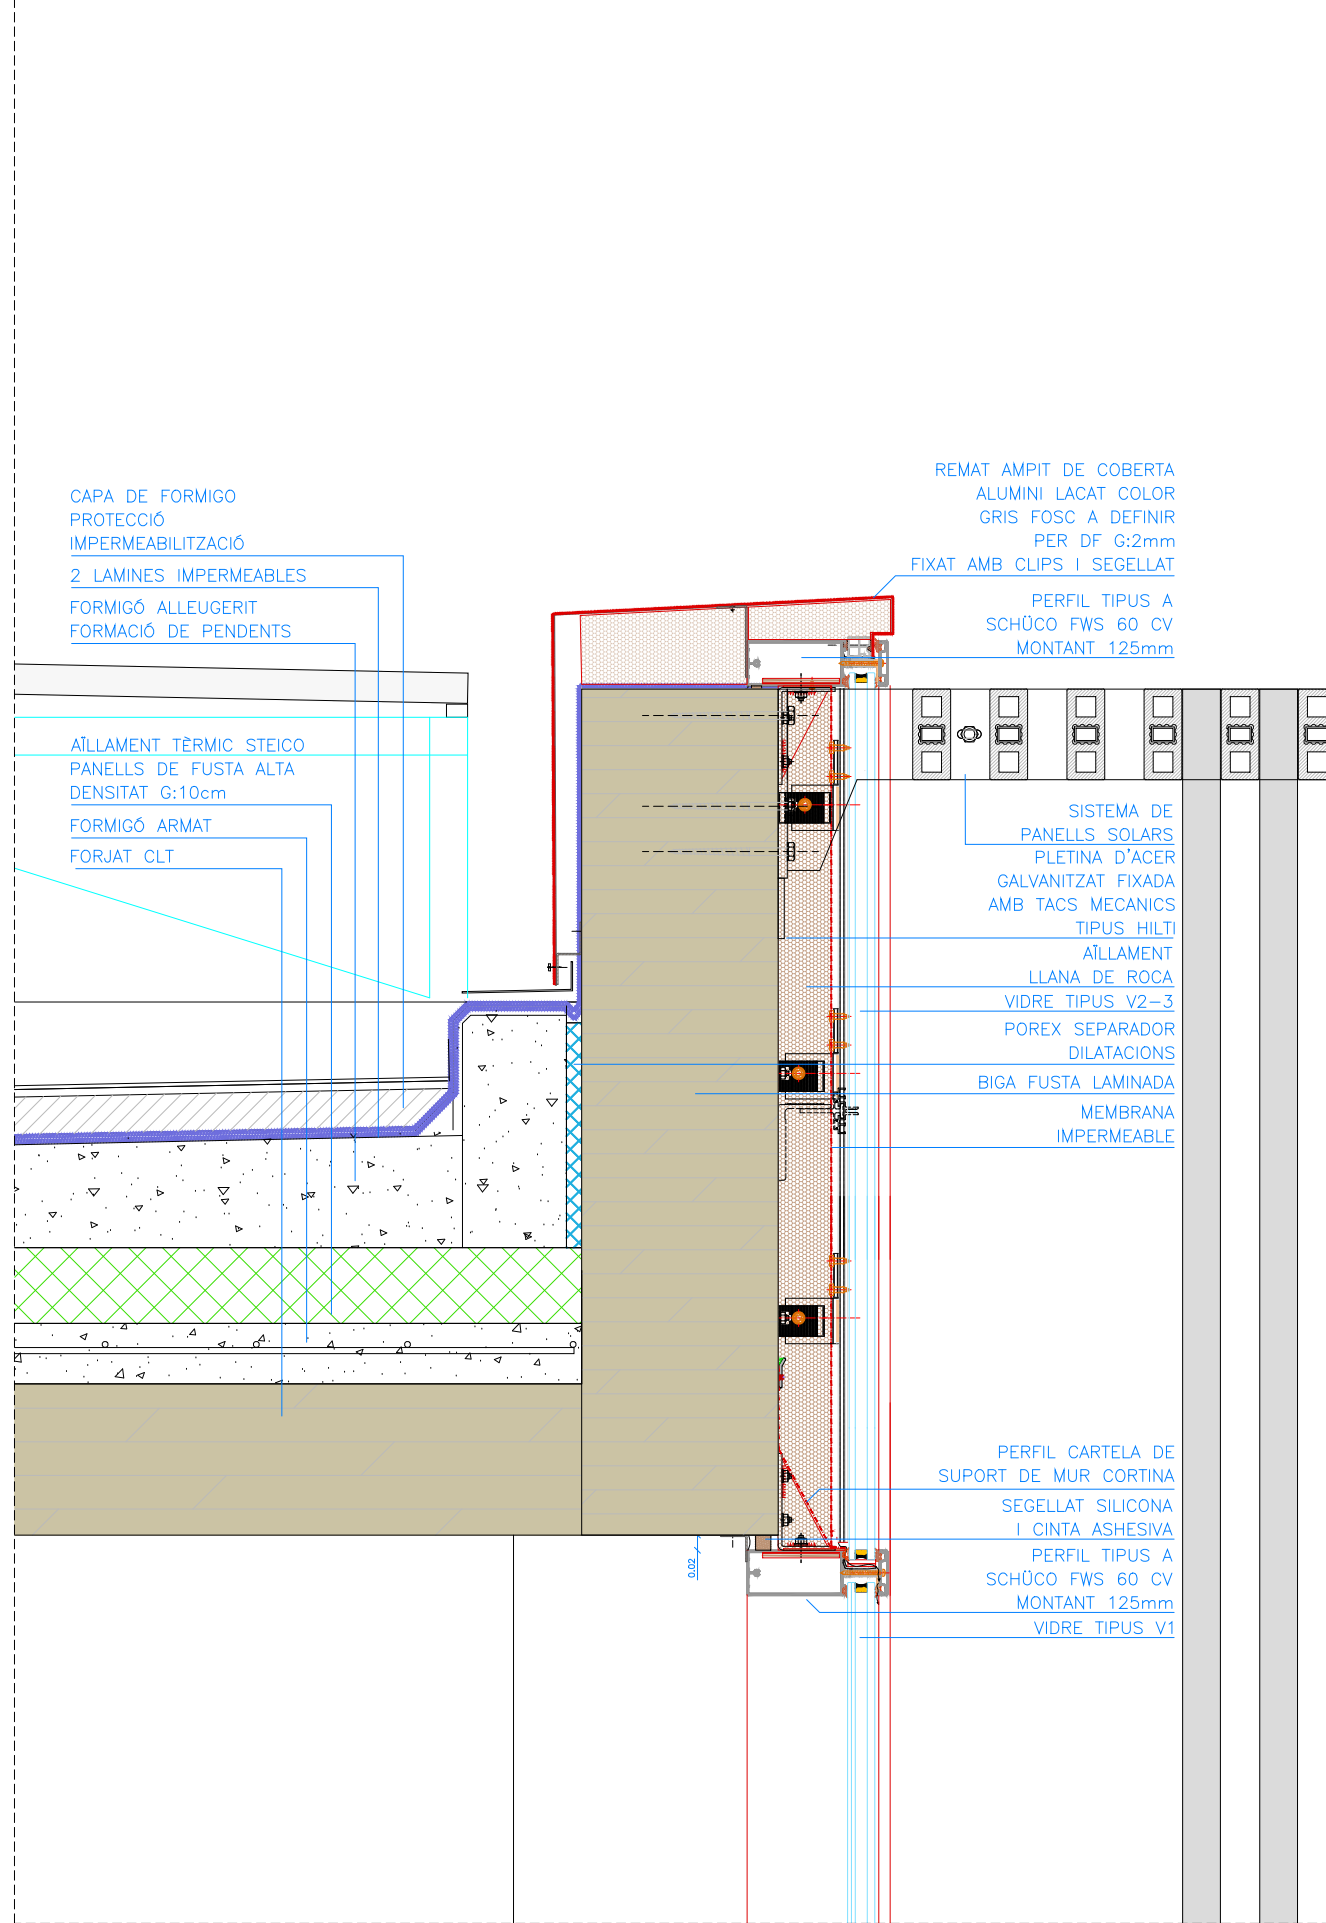 CAPA DE FORMIGO
PROTECCIÓ
IMPERMEABILITZACIÓ
2 LAMINES IMPERMEABLES
FORMIGÓ ALLEUGERIT
FORMACIÓ DE PENDENTS
AÏLLAMENT TÈRMIC STEICO
PANELLS DE FUSTA ALTA
DENSITAT G:10cm
FORMIGÓ ARMAT
FORJAT CLT
REMAT AMPIT DE COBERTA
ALUMINI LACAT COLOR
GRIS FOSC A DEFINIR
PER DF G:2mm
FIXAT AMB CLIPS I SEGELLAT
PERFIL TIPUS A
SCHÜCO FWS 60 CV
MONTANT 125mm
SISTEMA DE
PANELLS SOLARS
PLETINA D'ACER
GALVANITZAT FIXADA
AMB TACS MECANICS
TIPUS HILTI
AÏLLAMENT
LLANA DE ROCA
VIDRE TIPUS V2-3
POREX SEPARADOR
DILATACIONS
BIGA FUSTA LAMINADA
MEMBRANA
IMPERMEABLE
PERFIL CARTELA DE
SUPORT DE MUR CORTINA
SEGELLAT SILICONA
I CINTA ASHESIVA
PERFIL TIPUS A
SCHÜCO FWS 60 CV
MONTANT 125mm
VIDRE TIPUS V1
0.02